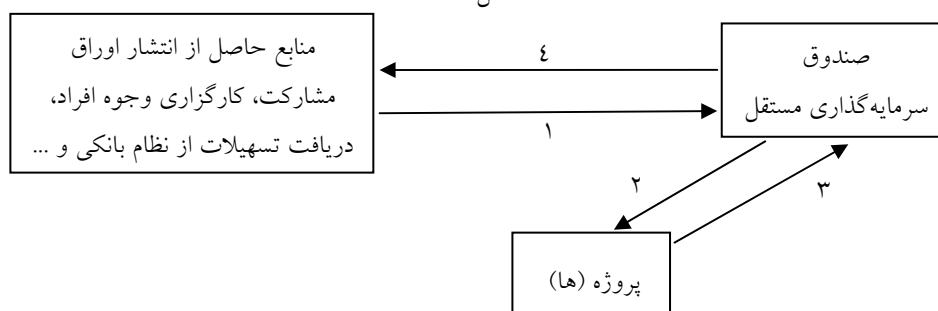 صندوق
سرمایه‌گذاری مستقل
منابع حاصل از انتشار اوراق
مشارکت، کارگزاری وجوه افراد،
دریافت تسهیلات از نظام بانکی و ...
٤
١
٢
٣
پروژه (ها)